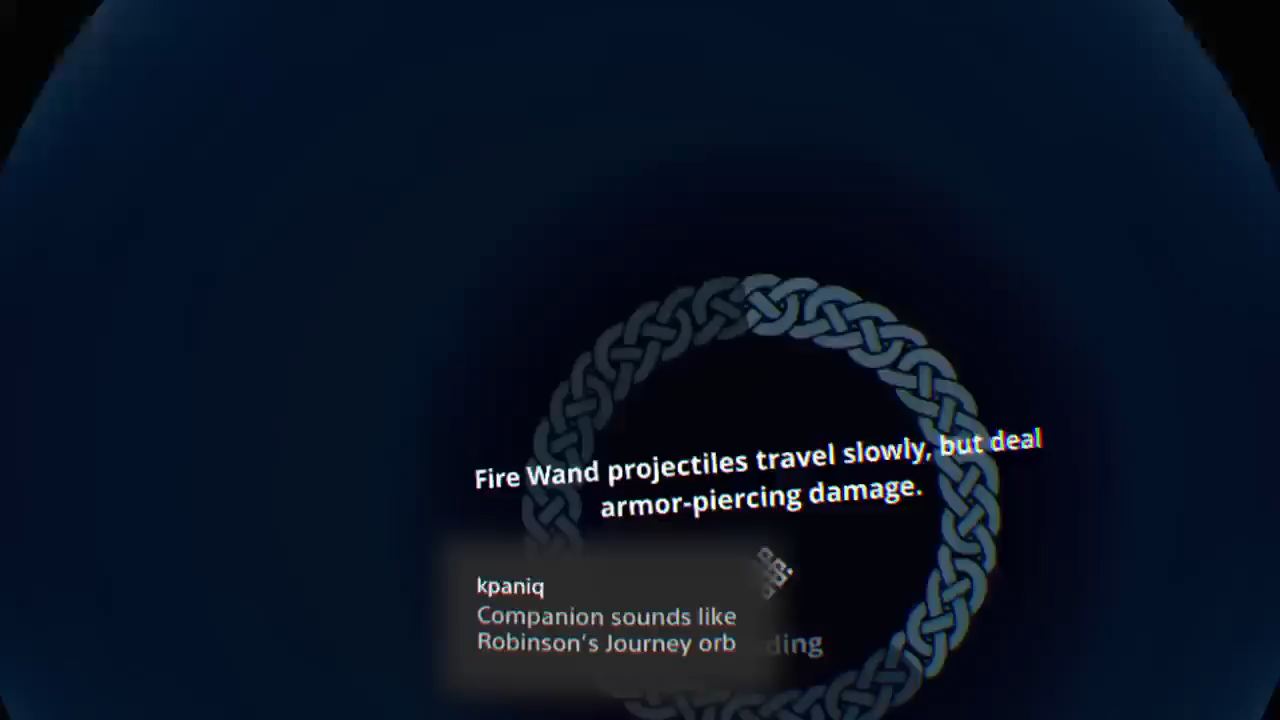 Fire Wand projectiles travel slowly, but deal
armor-piercing damage.
kpaniq
Companion sounds like
Robinson's Journey orb